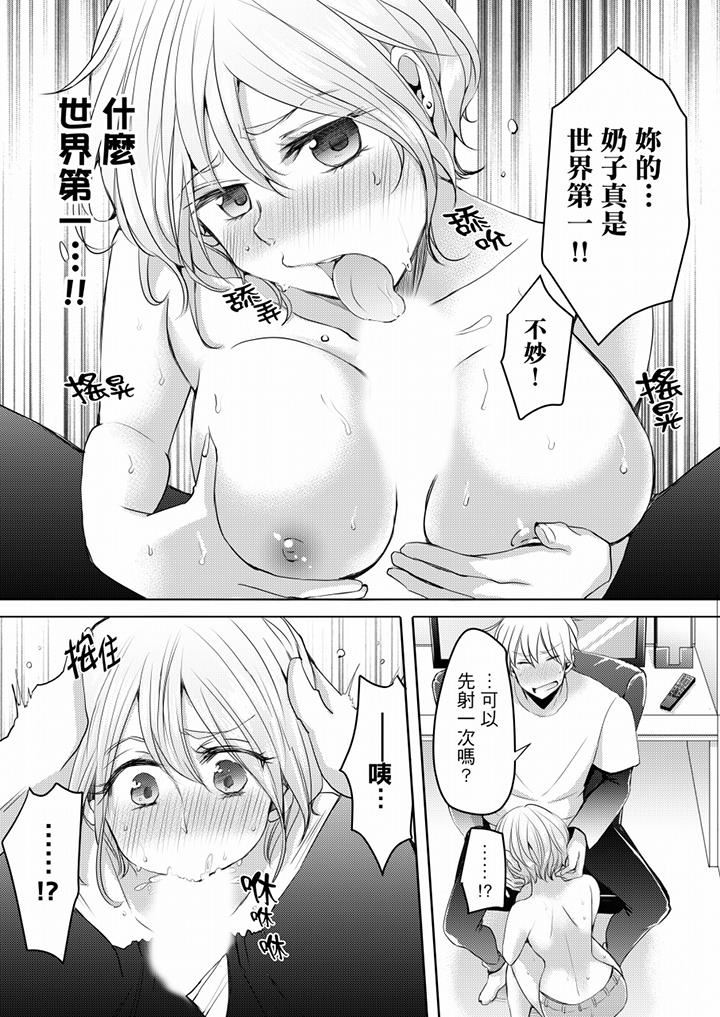 妳的…
奶子真是
世界第一!!
什麼
世界第一…!!
舔吮
舔弄
不妙!
搖晃
搖晃
…可以
先射一次嗎?
……!?
按住
──咦…
……!?
咻
咻
咻